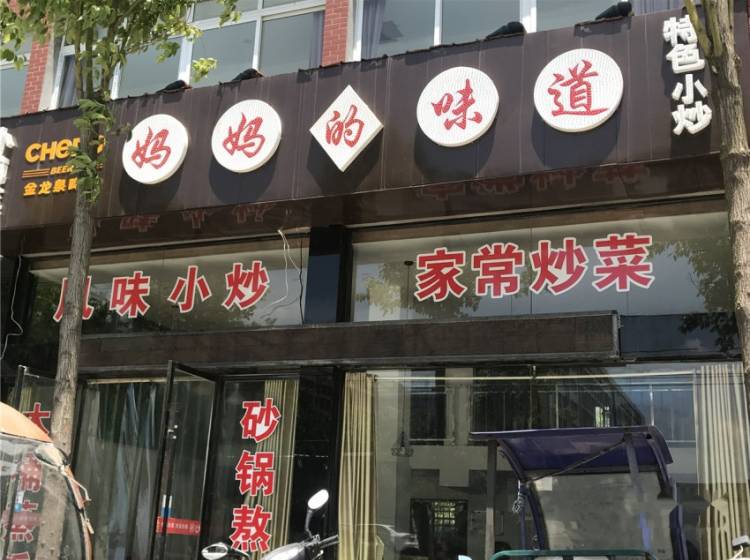 妈妈的味道
特色小炒
金龙泉
味小炒
家常炒菜
砂锅熬